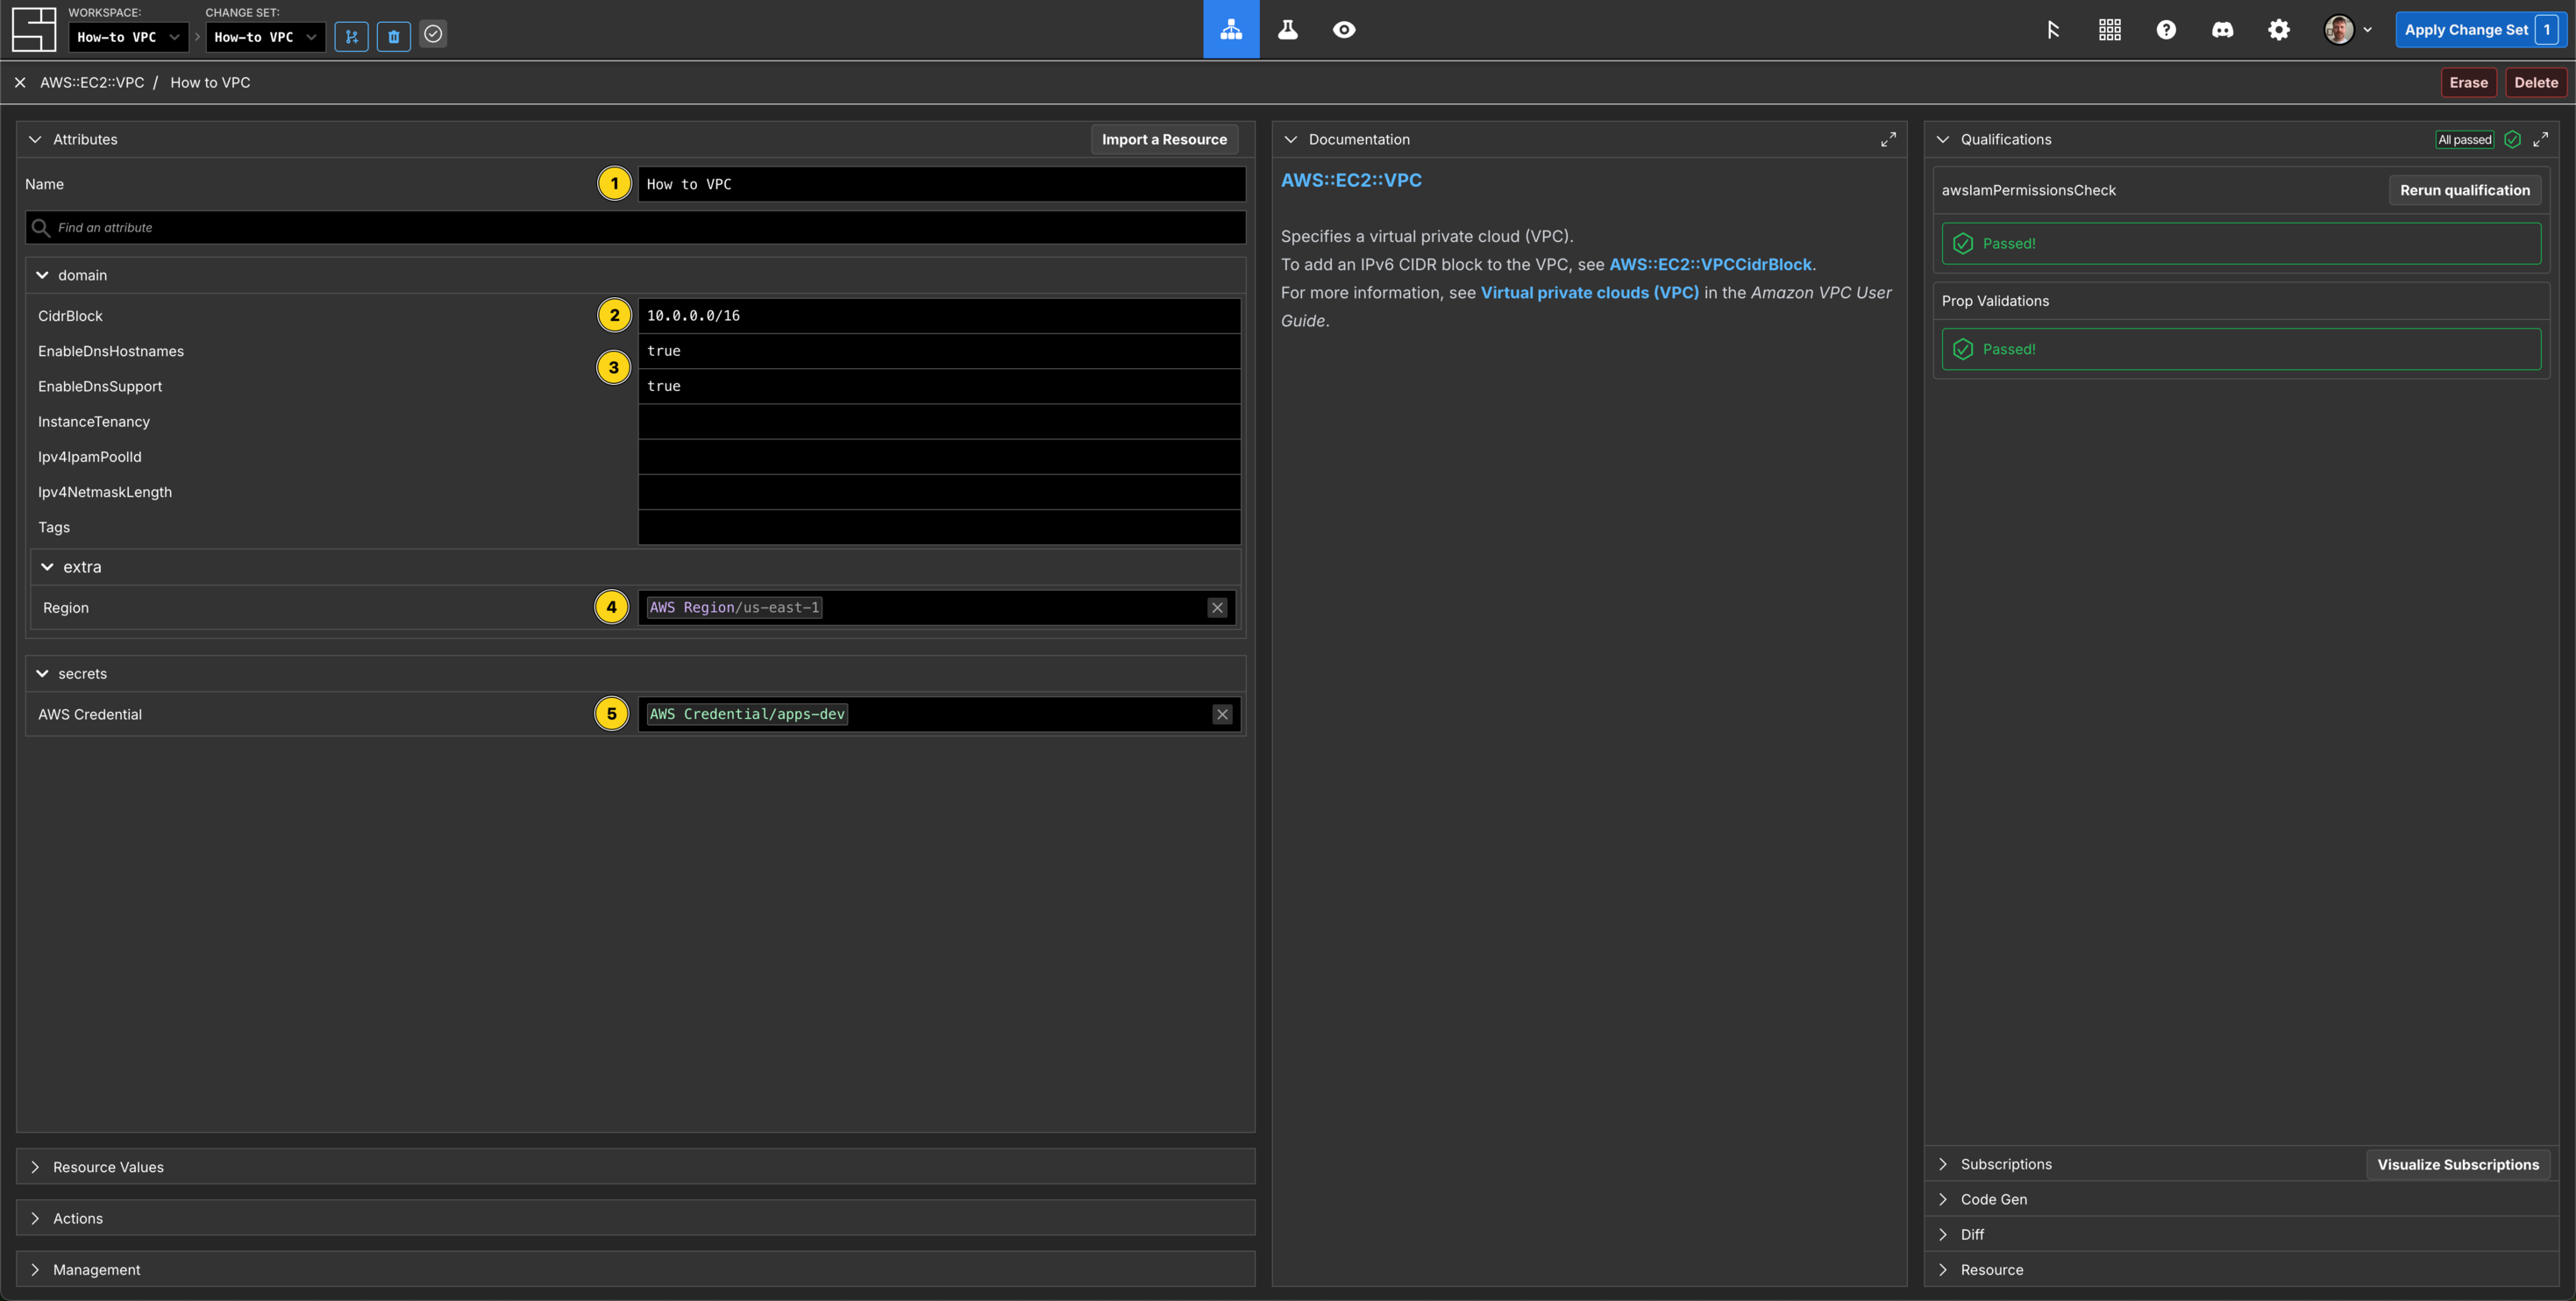 WORKSPACE:
How-to VPC
CHANGE SET:
How-to VPC
Apply Change Set 1
AWS::EC2::VPC / How to VPC
Erase
Delete
Attributes
Import a Resource
Name
1
How to VPC
Find an attribute
domain
CidrBlock
2
10.0.0.0/16
EnableDnsHostnames
true
3
EnableDnsSupport
true
InstanceTenancy
Ipv4IpamPoolId
Ipv4NetmaskLength
Tags
extra
Region
4
AWS Region/us-east-1
secrets
AWS Credential
5
AWS Credential/apps-dev
Resource Values
Actions
Management
Documentation
AWS::EC2::VPC
Specifies a virtual private cloud (VPC).
To add an IPv6 CIDR block to the VPC, see AWS::EC2::VPCCidrBlock.
For more information, see Virtual private clouds (VPC) in the Amazon VPC User
Guide.
Qualifications
All passed
awsIamPermissionsCheck
Rerun qualification
Passed!
Prop Validations
Passed!
Subscriptions
Visualize Subscriptions
Code Gen
Diff
Resource